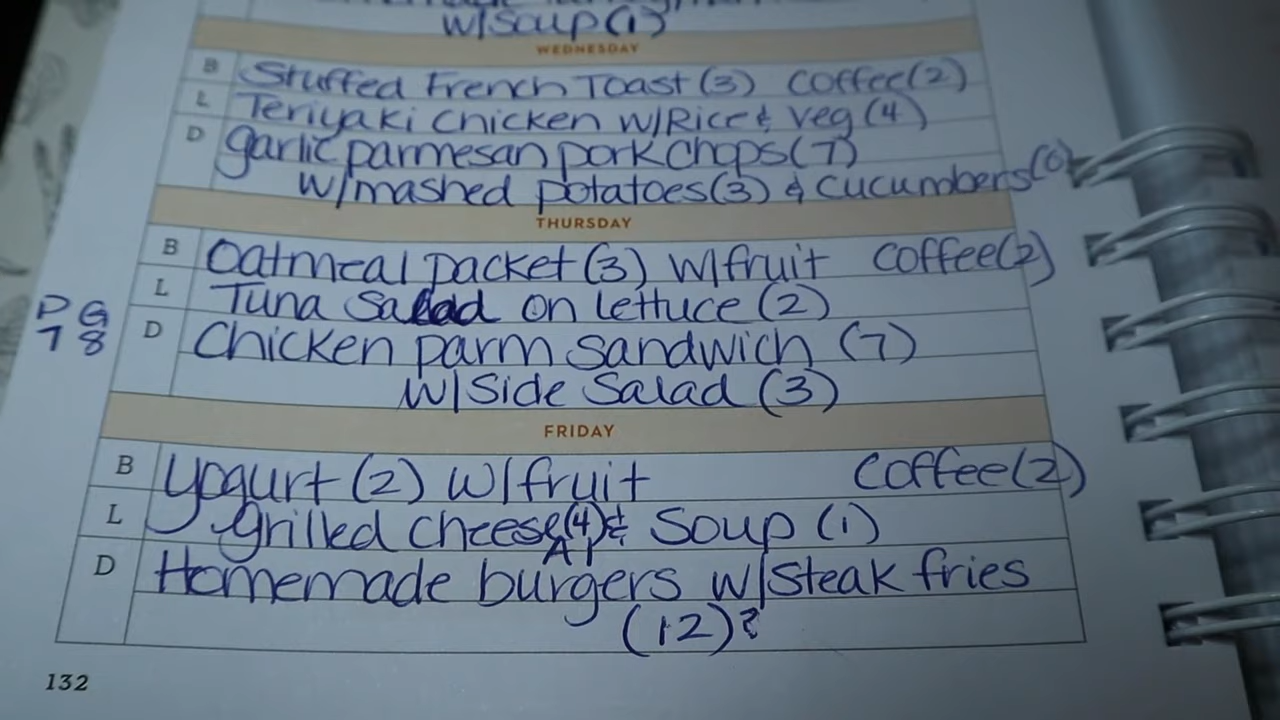 w/soup (1)
WEDNESDAY
B Stuffed French Toast (3) Coffee (2)
L Teriyaki Chicken w/Rice & Veg (4)
D garlic parmesan pork chops (7)
w/mashed potatoes (3) & cucumbers (0)
THURSDAY
B Oatmeal packet (3) w/fruit Coffee (2)
L Tuna Salad on lettuce (2)
PG
78
D Chicken parm sandwich (7)
w/Side Salad (3)
FRIDAY
B Yogurt (2) w/fruit Coffee (2)
L grilled cheese (4) & Soup (1)
D Homemade burgers w/Steak fries
(12)?
132